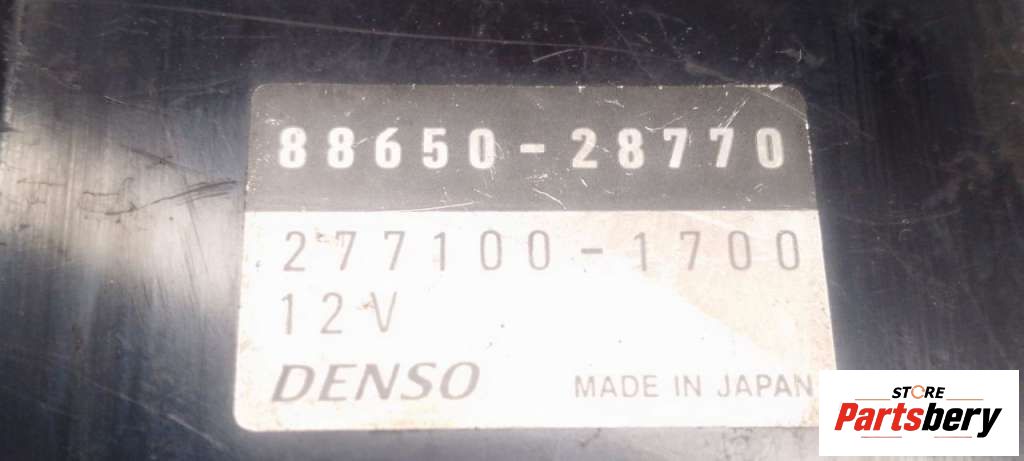 88650-28770
277100-1700
12V
DENSO MADE IN JAPAN
STORE
Partsbery